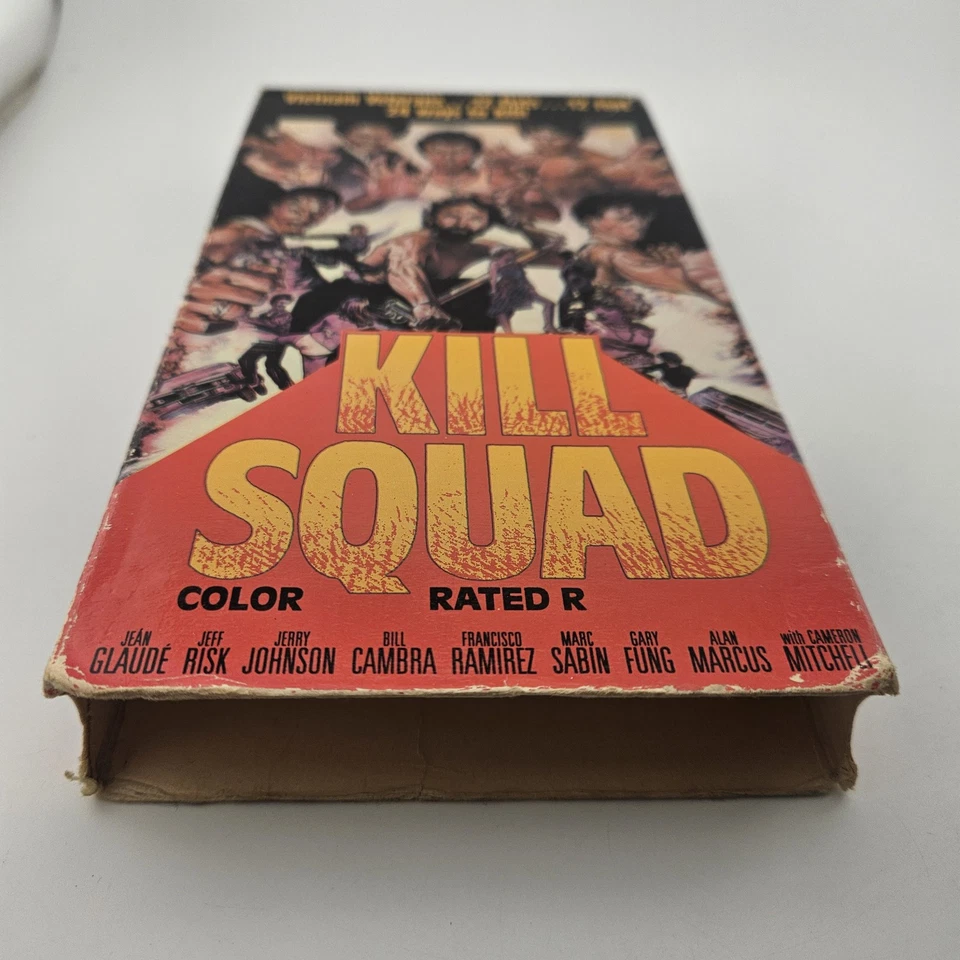 KILL
SQUAD
COLOR RATED R
JEÁN GLAUDÉ JEFF RISK JERRY JOHNSON BILL CAMBRA FRANCISCO RAMIREZ MARC SABIN GARY FUNG ALAN MARCUS with CAMERON MITCHELL